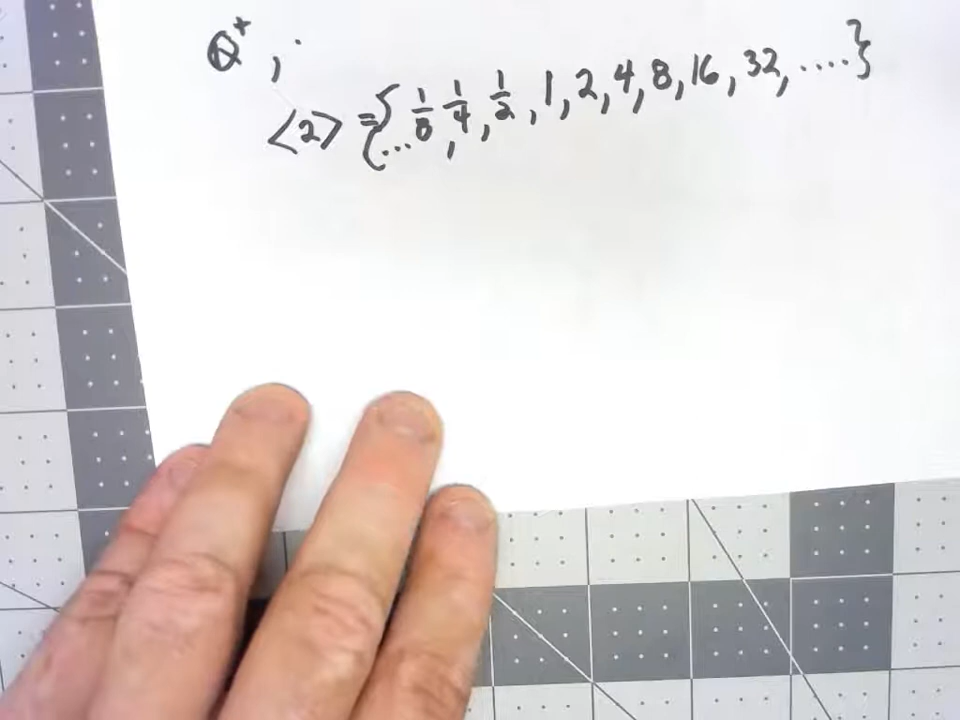 Q⁺, ·
⟨2⟩ = {... 1/8, 1/4, 1/2, 1, 2, 4, 8, 16, 32, ....}